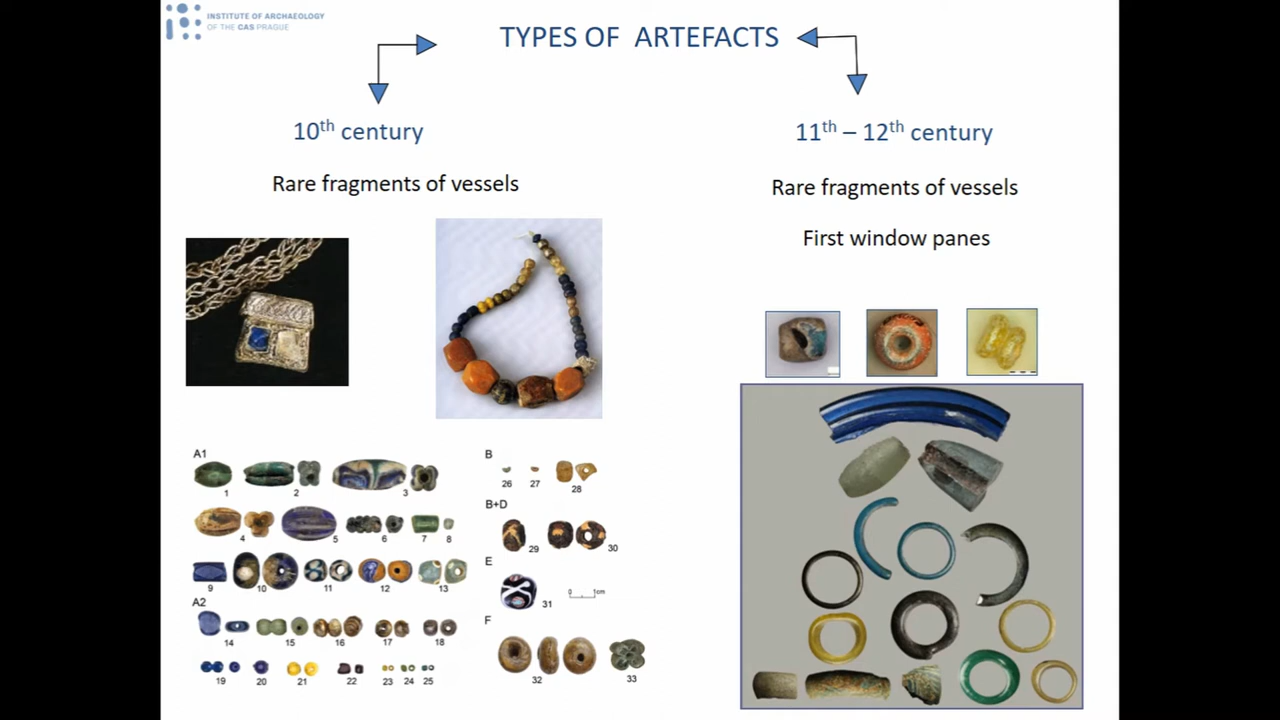 INSTITUTE OF ARCHAEOLOGY
OF THE CAS PRAGUE
TYPES OF ARTEFACTS
10th century
Rare fragments of vessels
11th – 12th century
Rare fragments of vessels
First window panes
A1
1 2 3
4 5 6 7 8
9 10 11 12 13
A2
14 15 16 17 18
19 20 21 22 23 24 25
B
26 27 28
B+D
29 30
E
31
0 1cm
F
32 33